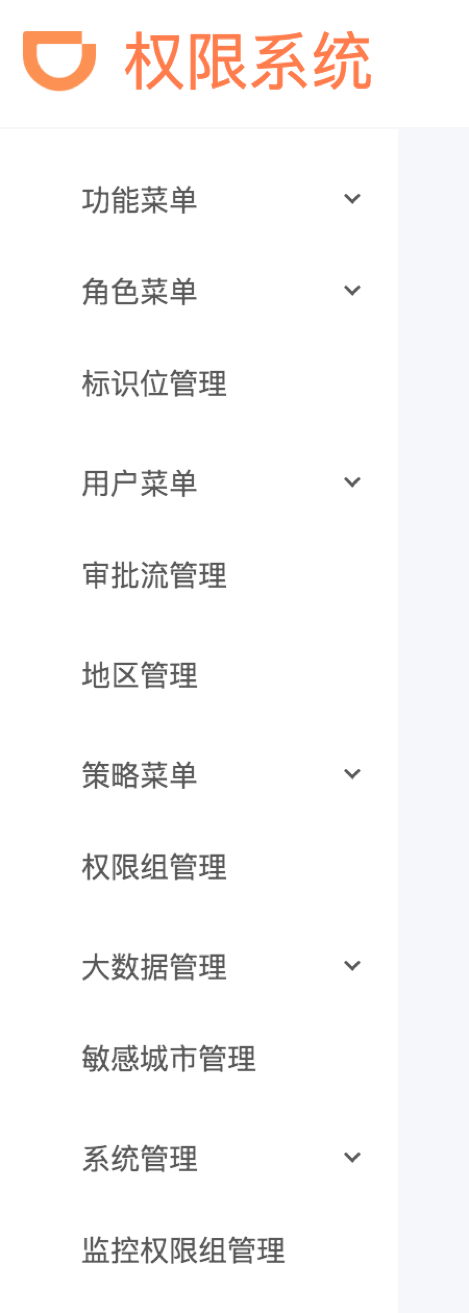 权限系统
功能菜单
角色菜单
标识位管理
用户菜单
审批流管理
地区管理
策略菜单
权限组管理
大数据管理
敏感城市管理
系统管理
监控权限组管理